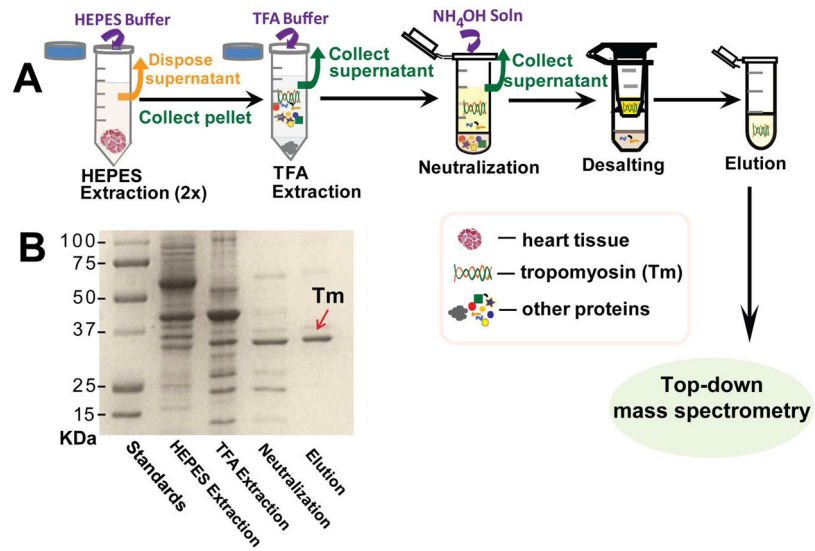 HEPES Buffer
TFA Buffer
NH4OH Soln
A
Dispose
supernatant
Collect pellet
Collect
supernatant
Collect
supernatant
HEPES
Extraction (2x)
TFA
Extraction
Neutralization
Desalting
Elution
heart tissue
tropomyosin (Tm)
other proteins
Top-down
mass spectrometry
B
100-
75-
50-
37-
25-
15-
KDa
Tm
Standards
HEPES Extraction
TFA Extraction
Neutralization
Elution